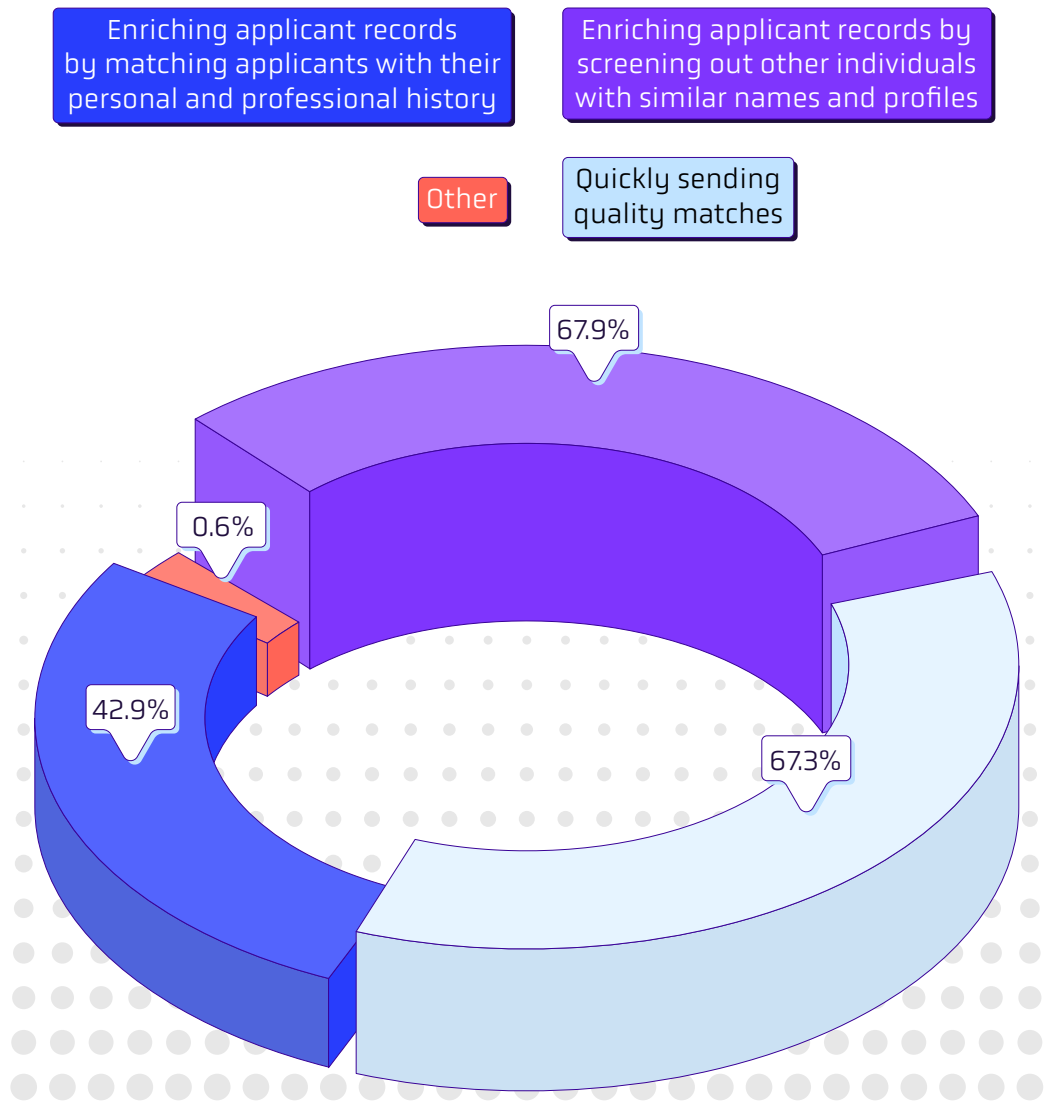 Enriching applicant records
by matching applicants with their
personal and professional history
Enriching applicant records by
screening out other individuals
with similar names and profiles
Other
Quickly sending
quality matches
67.9%
0.6%
42.9%
67.3%